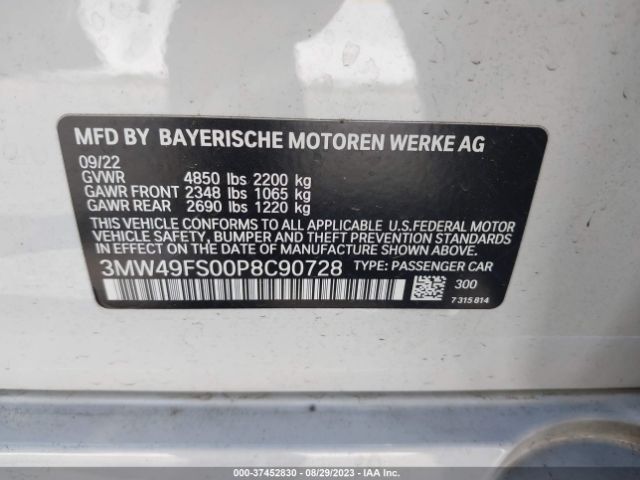 MFD BY BAYERISCHE MOTOREN WERKE AG
09/22
GVWR 4850 lbs 2200 kg
GAWR FRONT 2348 lbs 1065 kg
GAWR REAR 2690 lbs 1220 kg
THIS VEHICLE CONFORMS TO ALL APPLICABLE U.S.FEDERAL MOTOR
VEHICLE SAFETY, BUMPER, AND THEFT PREVENTION STANDARDS
IN EFFECT ON THE DATE OF MANUFACTURE SHOWN ABOVE.
3MW49FS00P8C90728 TYPE: PASSENGER CAR
300
7 315 814
000-37452830 - 08/29/2023 - IAAI.COM